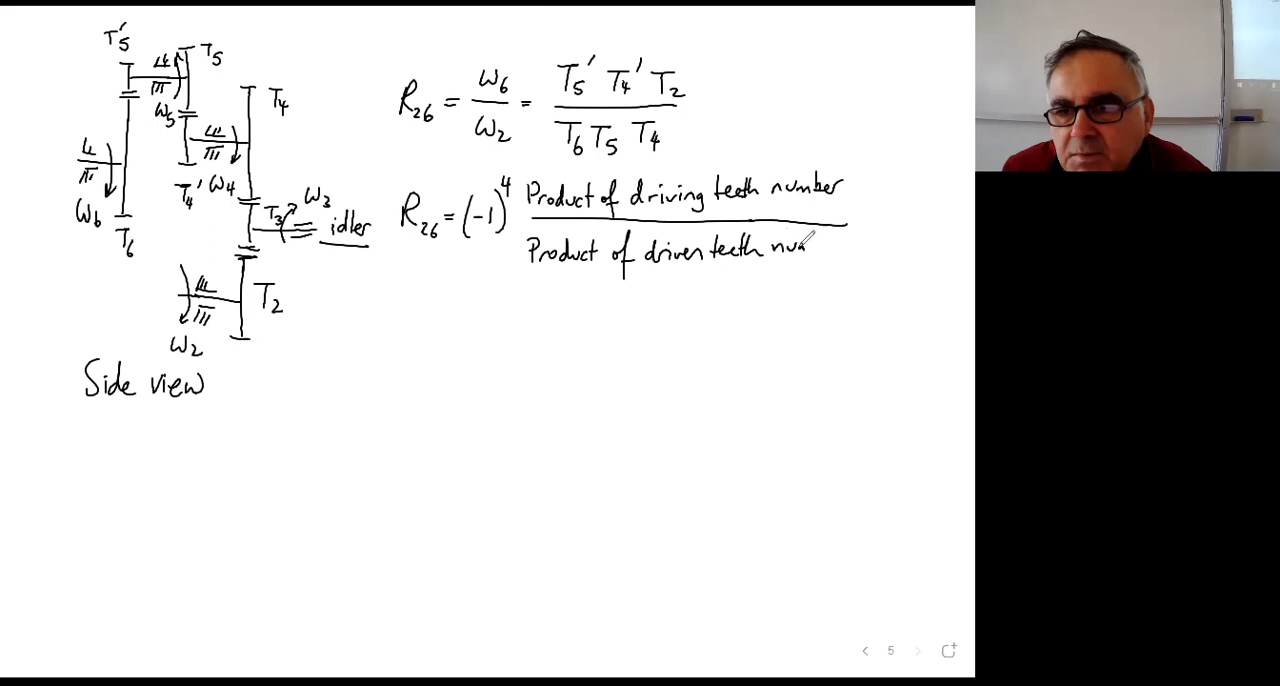 T5'
T5
ω5
T4
T4' ω4
ω6
T6
T3 ω3
idler
T2
ω2
Side view
R26 = ω6/ω2 = T5' T4' T2 / T6 T5 T4
R26 = (-1)^4 Product of driving teeth number
Product of driven teeth nu
5